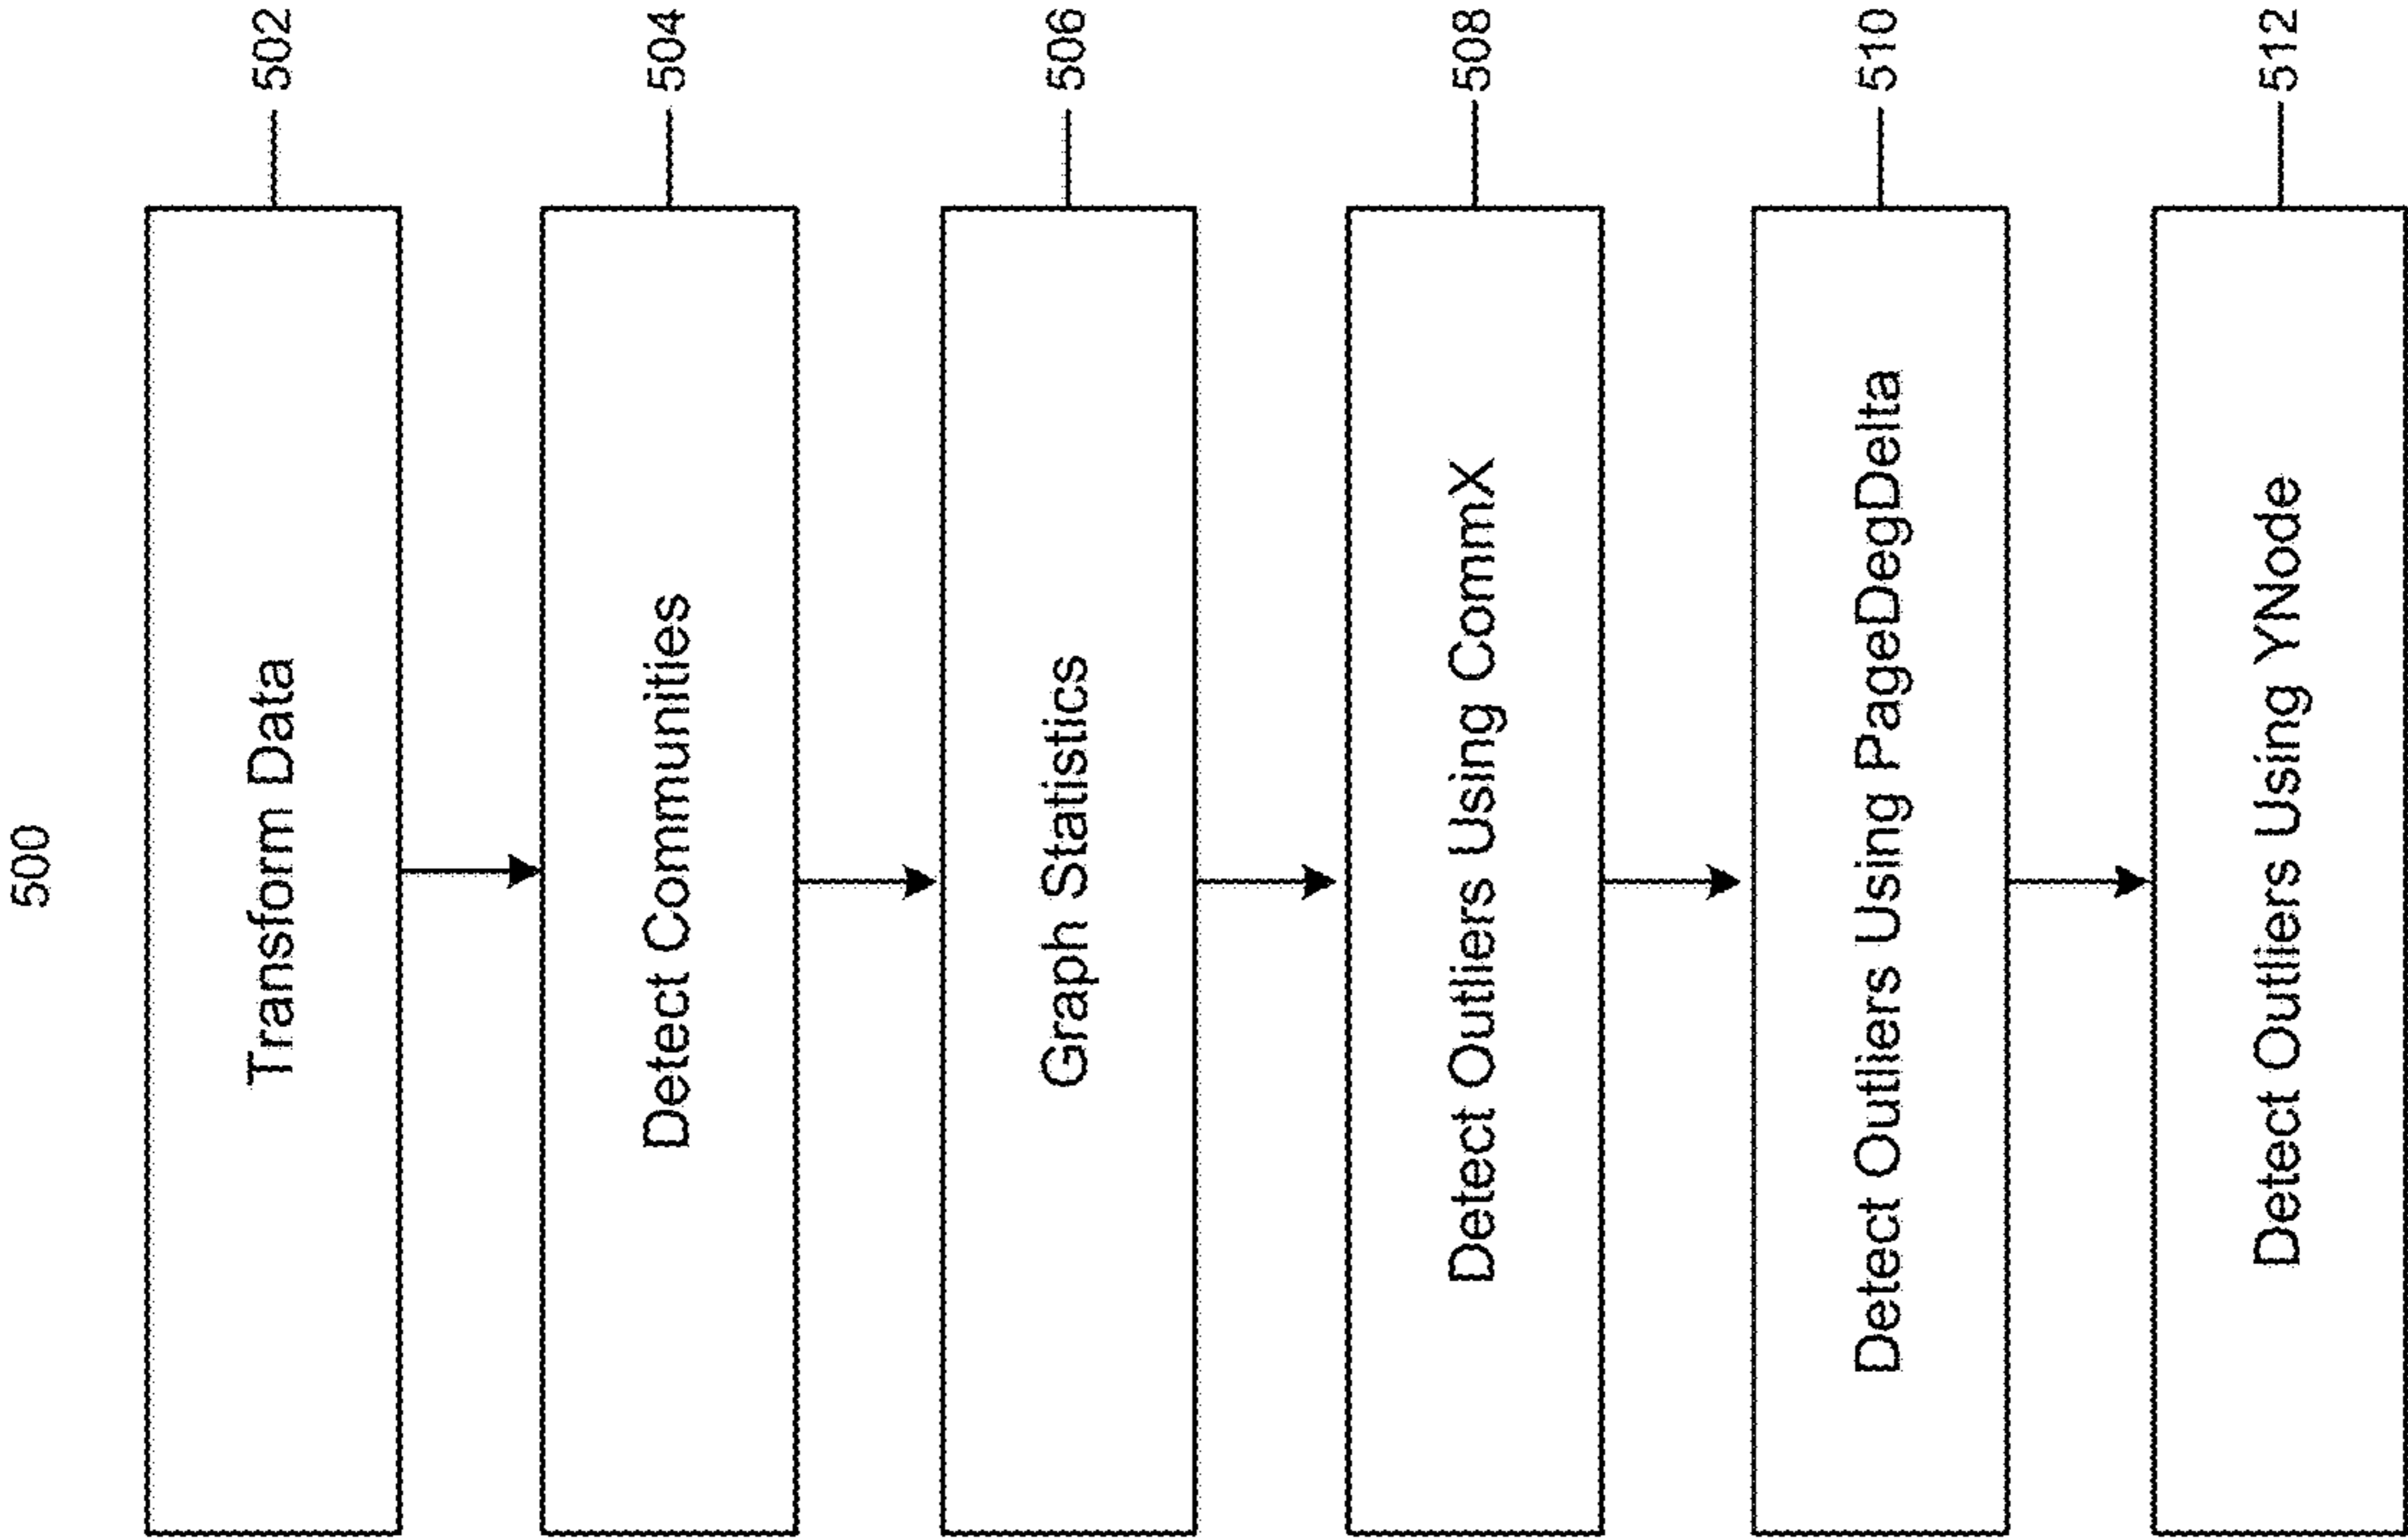 500
Transform Data
502
Detect Communities
504
Graph Statistics
506
Detect Outliers Using CommX
508
Detect Outliers Using PageDegDelta
510
Detect Outliers Using YNode
512